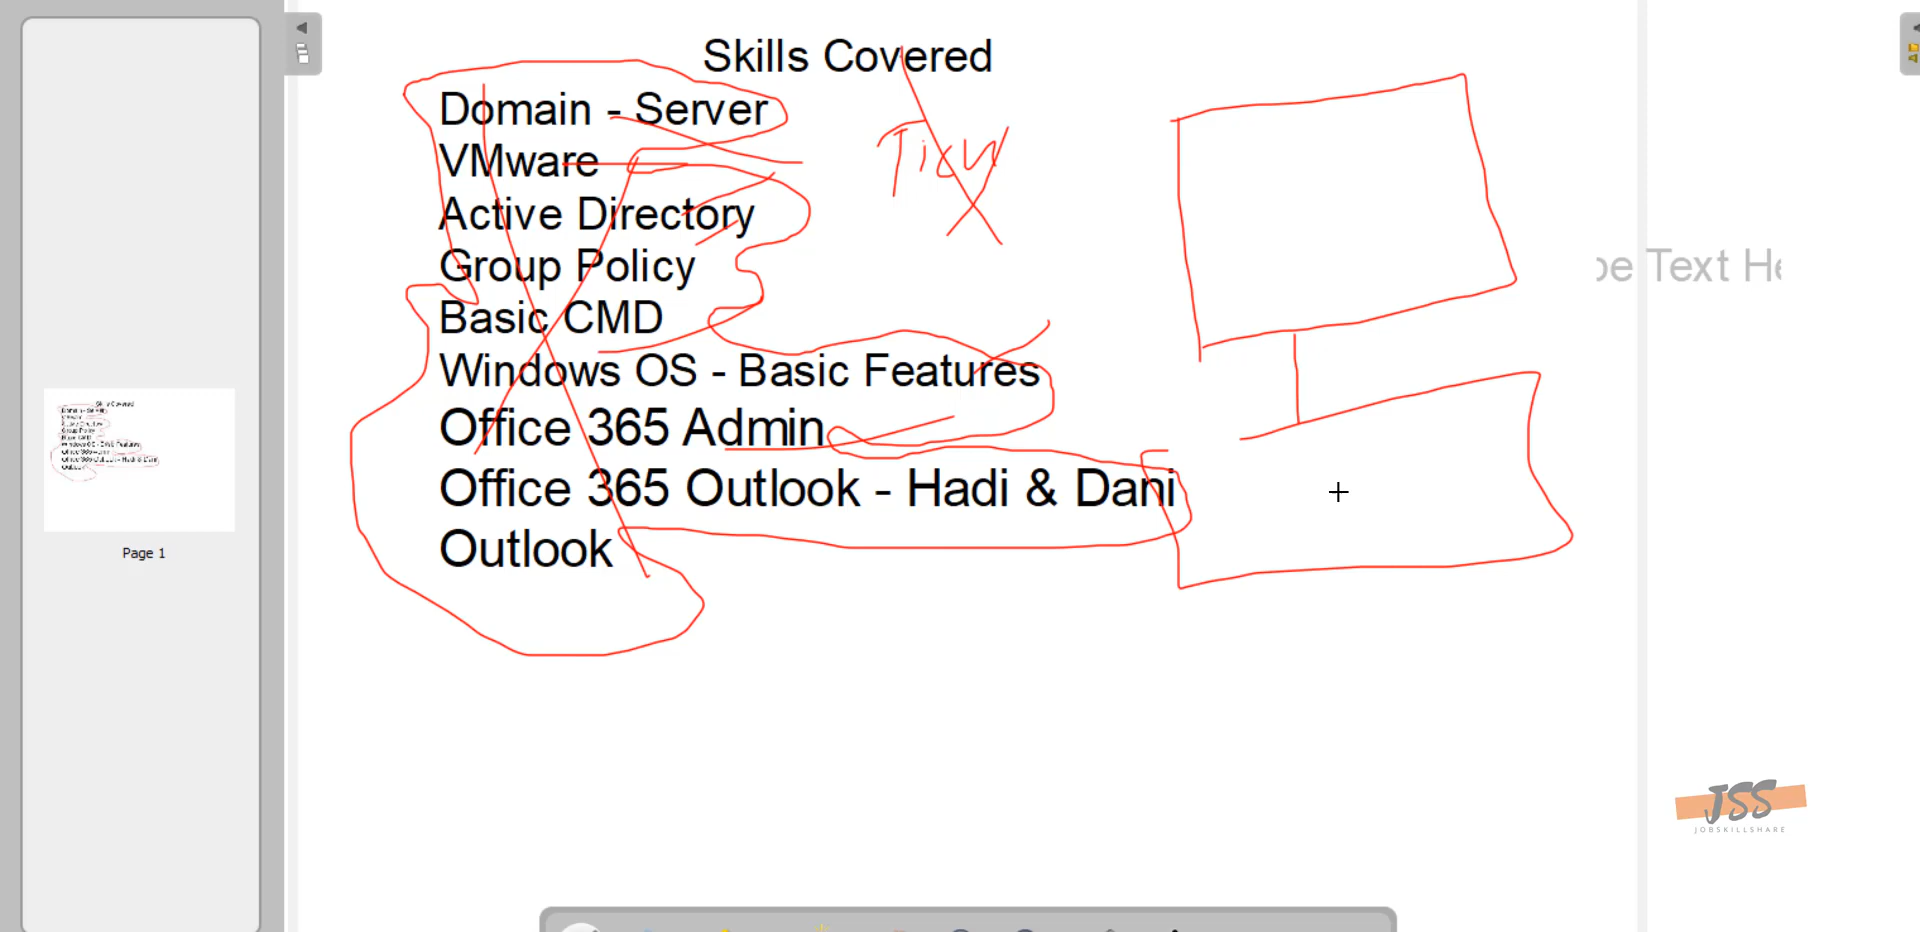 Skills Covered
Domain - Server
VMware
Active Directory
Group Policy
Basic CMD
Windows OS - Basic Features
Office 365 Admin
Office 365 Outlook - Hadi & Dani
Outlook
Text He
Page 1
JSS
JOBSKILLSHARE